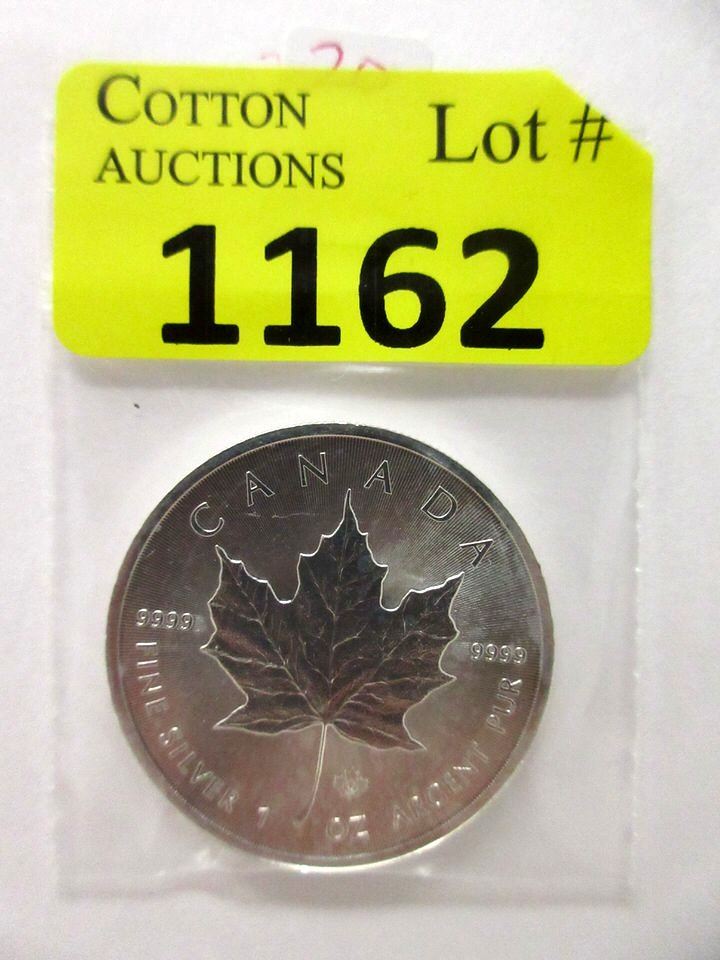 COTTON
AUCTIONS
Lot #
1162
CANADA
9999
9999
FINE SILVER 1 OZ ARGENT PUR